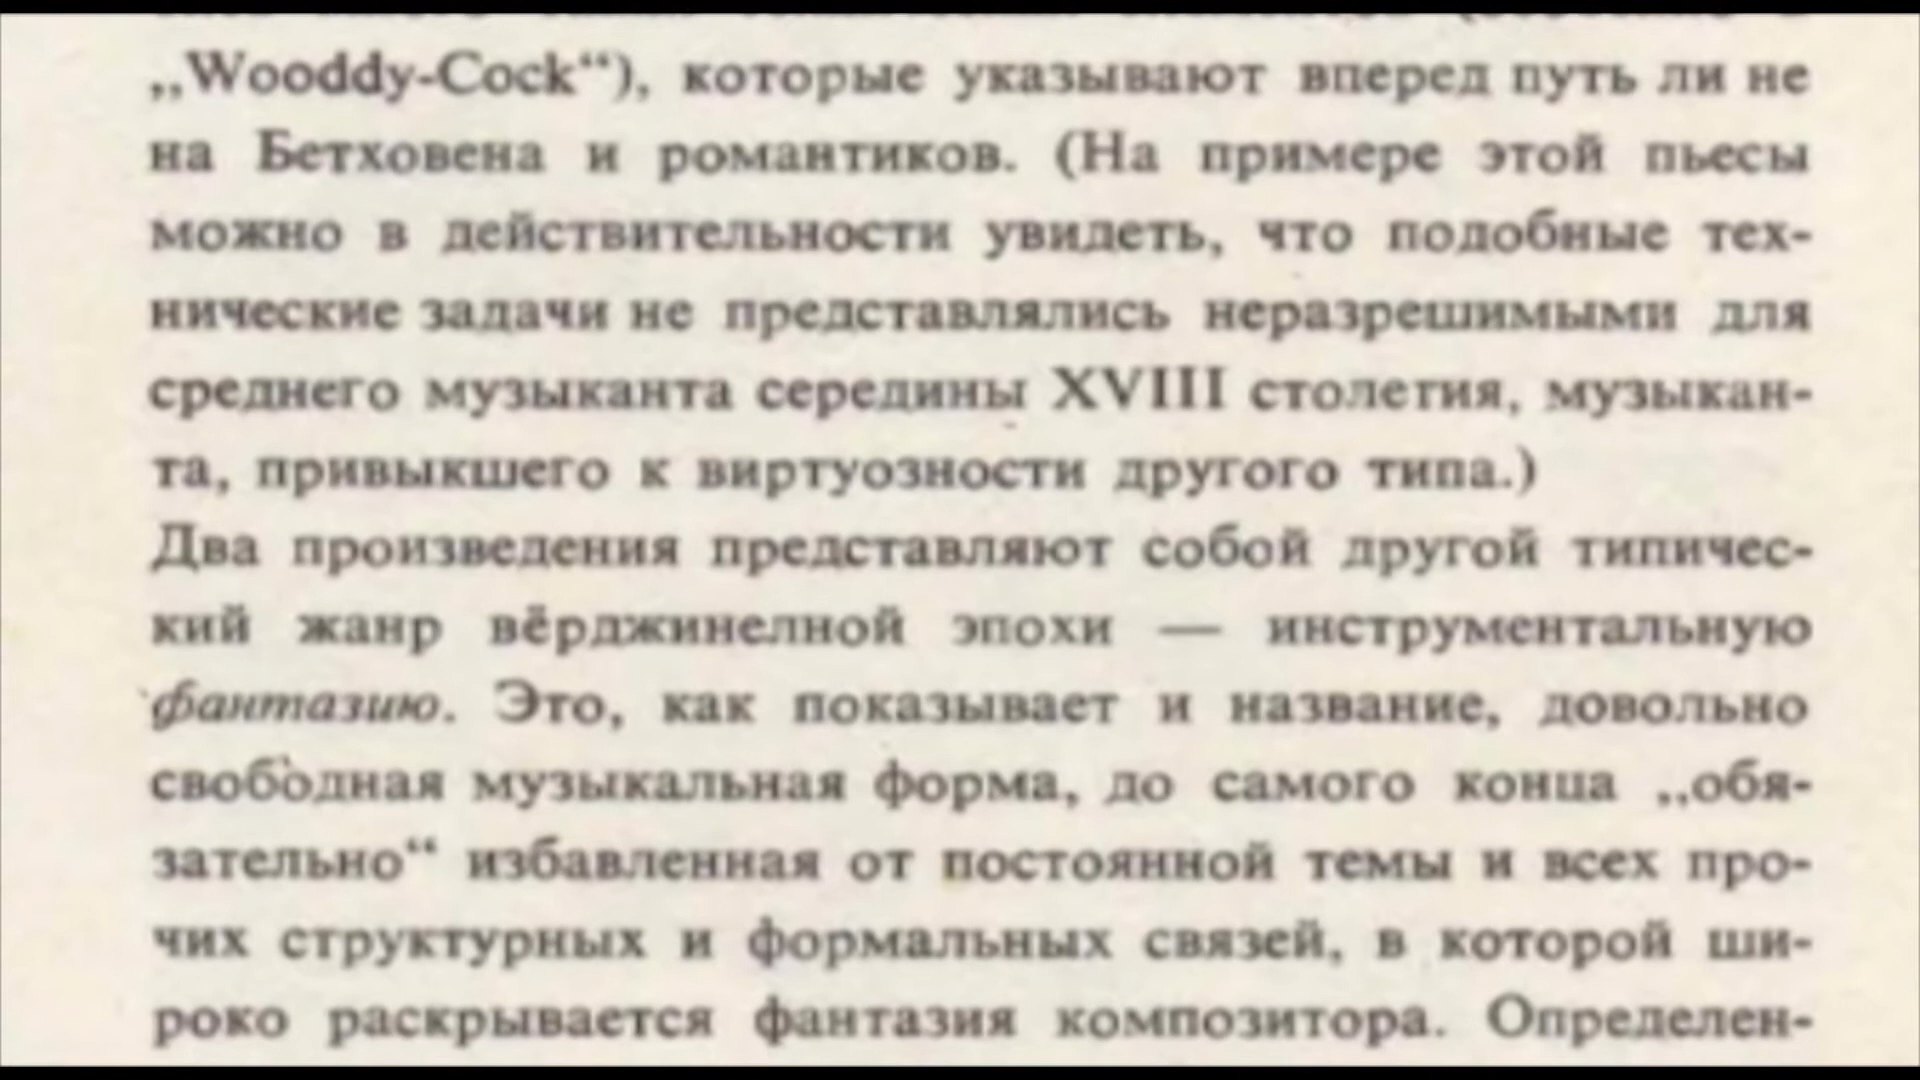 „Wooddy-Cock“), которые указывают вперед путь ли не
на Бетховена и романтиков. (На примере этой пьесы
можно в действительности увидеть, что подобные тех-
нические задачи не представлялись неразрешимыми для
среднего музыканта середины XVIII столетия, музыкан-
та, привыкшего к виртуозности другого типа.)
Два произведения представляют собой другой типичес-
кий жанр вёрджинелной эпохи — инструментальную
фантазию. Это, как показывает и название, довольно
свободная музыкальная форма, до самого конца „обя-
зательно“ избавленная от постоянной темы и всех про-
чих структурных и формальных связей, в которой ши-
роко раскрывается фантазия композитора. Определен-